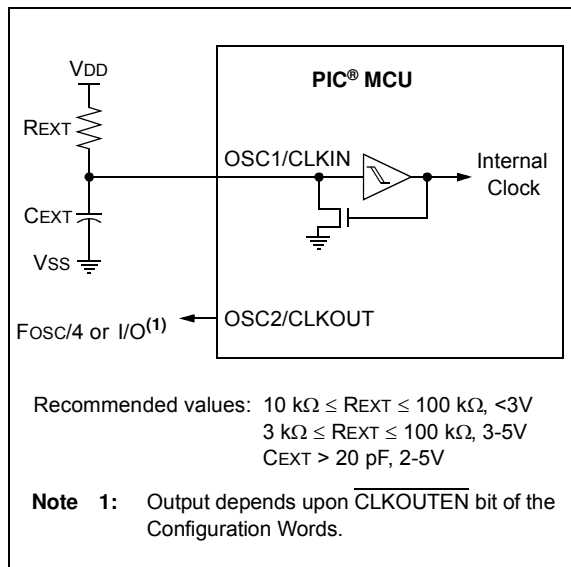 VDD
PIC® MCU
REXT
OSC1/CLKIN
Internal
Clock
CEXT
VSS
OSC2/CLKOUT
FOSC/4 or I/O(1)
Recommended values: 10 kΩ ≤ REXT ≤ 100 kΩ, <3V
3 kΩ ≤ REXT ≤ 100 kΩ, 3-5V
CEXT > 20 pF, 2-5V
Note 1: Output depends upon CLKOUTEN bit of the
Configuration Words.